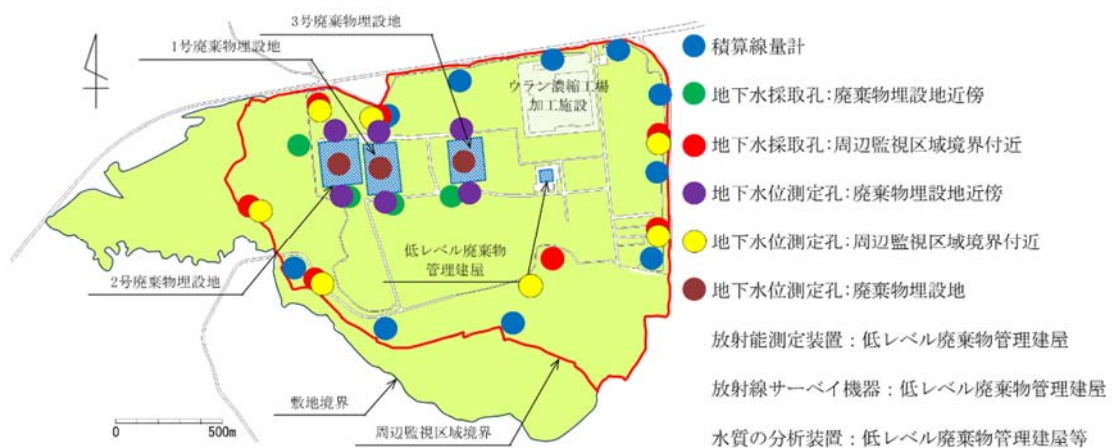 3号廃棄物埋設地
1号廃棄物埋設地
ウラン濃縮工場
加工施設
低レベル廃棄物
管理建屋
2号廃棄物埋設地
敷地境界
周辺監視区域境界
0 500m
積算線量計
地下水採取孔:廃棄物埋設地近傍
地下水採取孔:周辺監視区域境界付近
地下水位測定孔:廃棄物埋設地近傍
地下水位測定孔:周辺監視区域境界付近
地下水位測定孔:廃棄物埋設地
放射能測定装置:低レベル廃棄物管理建屋
放射線サーベイ機器:低レベル廃棄物管理建屋
水質の分析装置:低レベル廃棄物管理建屋等